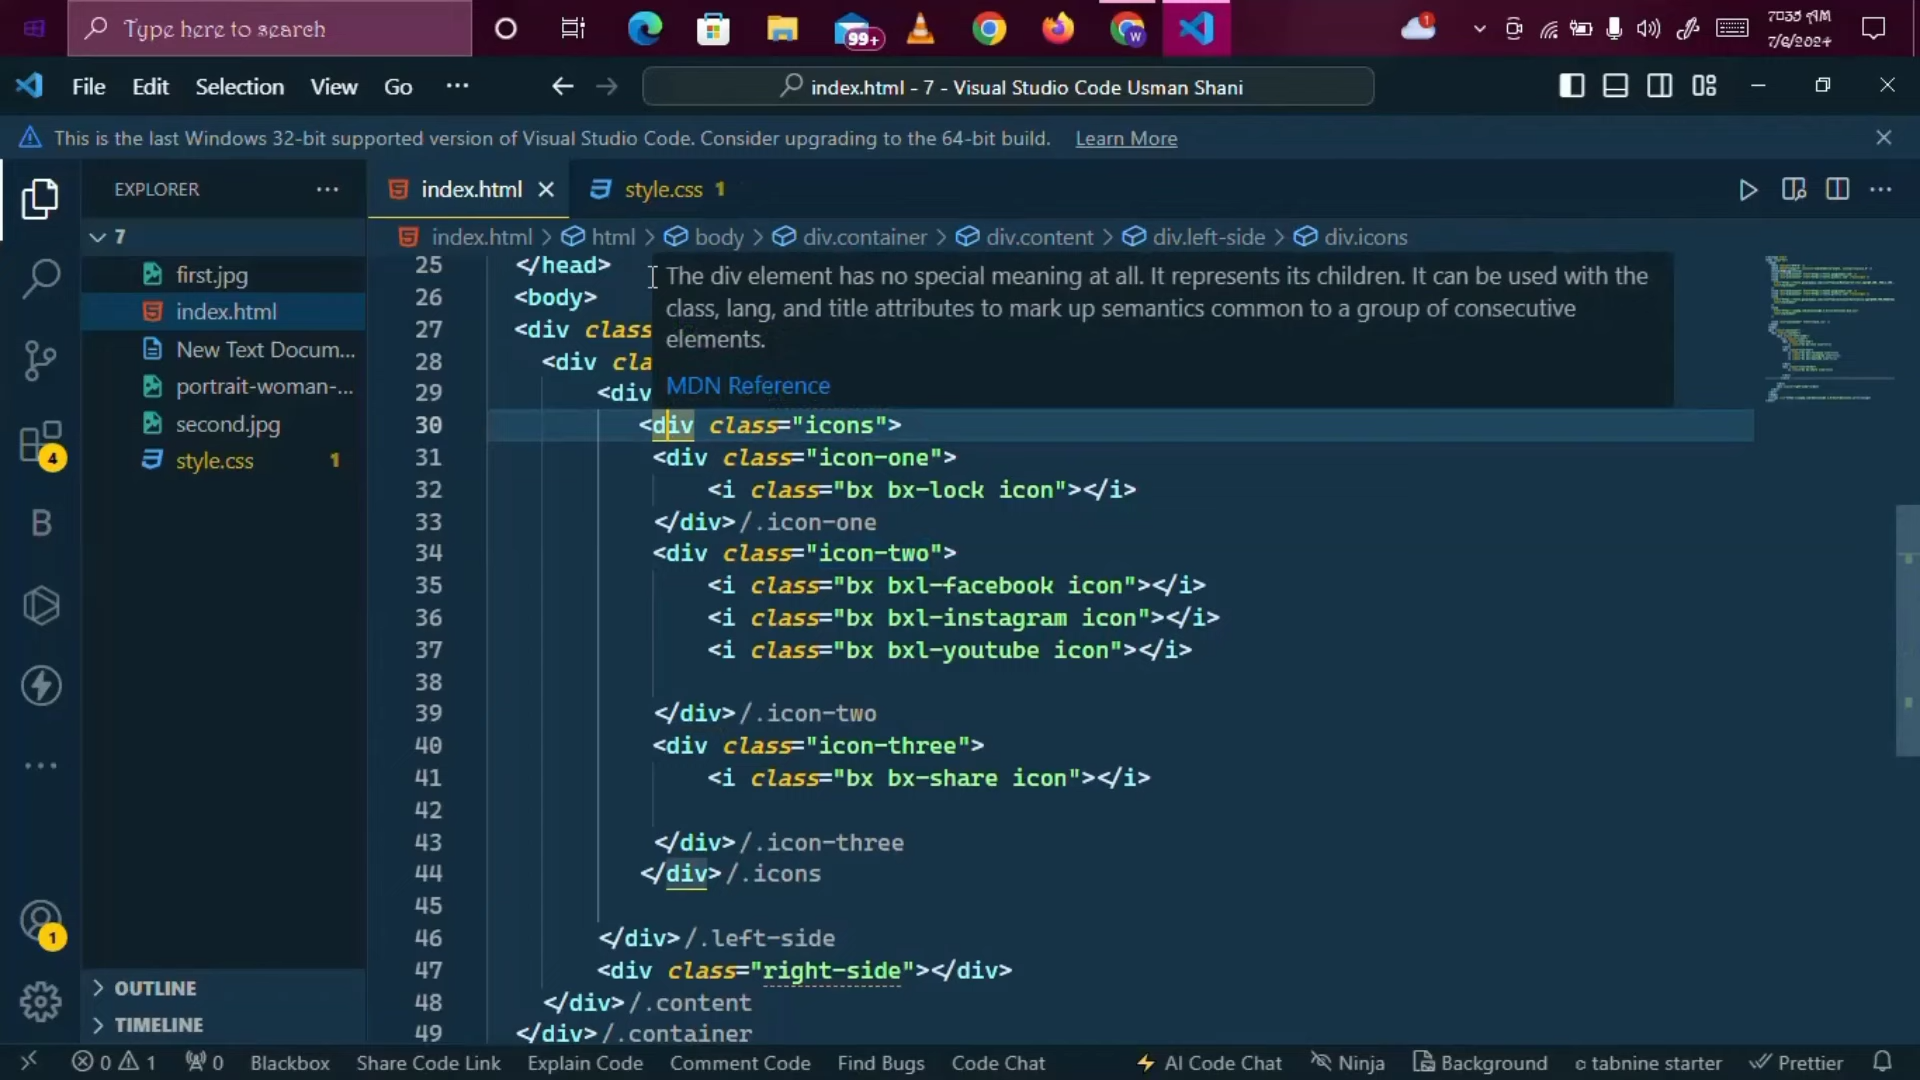 Type here to search
99+
1
7:35 AM
7/6/2024
File Edit Selection View Go ···
index.html - 7 - Visual Studio Code Usman Shani
This is the last Windows 32-bit supported version of Visual Studio Code. Consider upgrading to the 64-bit build. Learn More
EXPLORER ···
index.html
style.css 1
7
index.html > html > body > div.container > div.content > div.left-side > div.icons
first.jpg
index.html
New Text Docum...
portrait-woman-...
second.jpg
style.css 1
4
B
1
OUTLINE
TIMELINE
25 </head>
The div element has no special meaning at all. It represents its children. It can be used with the
class, lang, and title attributes to mark up semantics common to a group of consecutive
elements.
MDN Reference
26 <body>
27 <div class
28 <div cla
29 <div
30 <div class="icons">
31 <div class="icon-one">
32 <i class="bx bx-lock icon"></i>
33 </div>/.icon-one
34 <div class="icon-two">
35 <i class="bx bxl-facebook icon"></i>
36 <i class="bx bxl-instagram icon"></i>
37 <i class="bx bxl-youtube icon"></i>
38
39 </div>/.icon-two
40 <div class="icon-three">
41 <i class="bx bx-share icon"></i>
42
43 </div>/.icon-three
44 </div>/.icons
45
46 </div>/.left-side
47 <div class="right-side"></div>
48 </div>/.content
49 </div>/.container
0 1 0 Blackbox Share Code Link Explain Code Comment Code Find Bugs Code Chat AI Code Chat Ninja Background tabnine starter Prettier